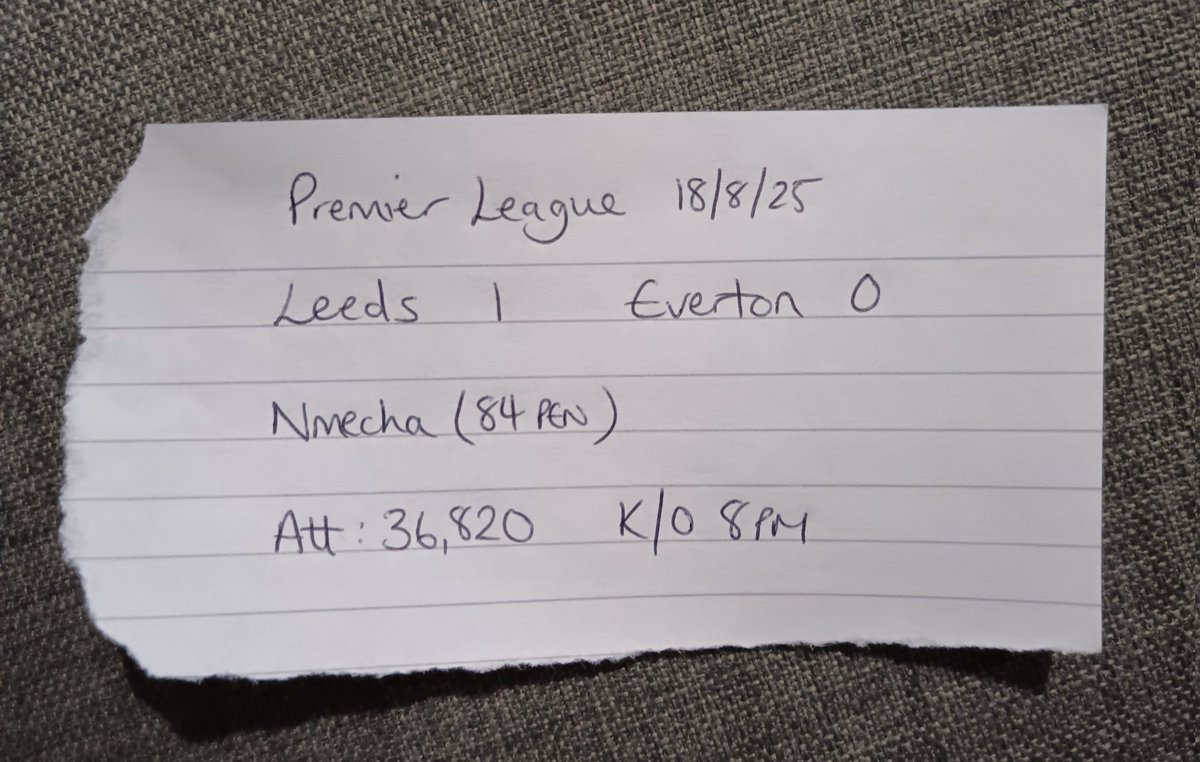 Premier League 18/8/25
Leeds 1 Everton 0
Nmecha (84 PEN)
Att: 36,820 K/O 8PM